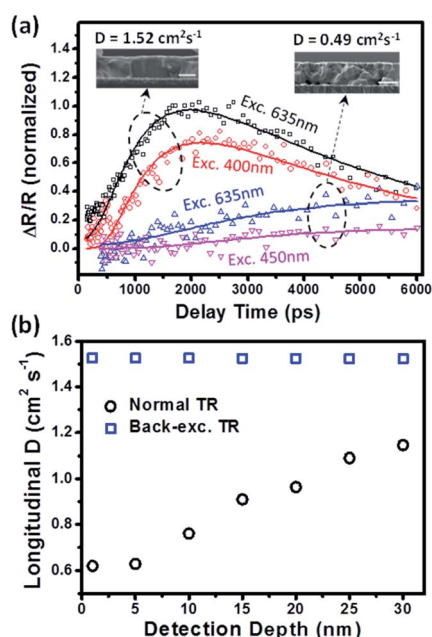 (a)
D = 1.52 cm²s⁻¹ D = 0.49 cm²s⁻¹
Exc. 635nm
Exc. 400nm
Exc. 635nm
Exc. 450nm
ΔR/R (normalized)
1.4
1.2
1.0
0.8
0.6
0.4
0.2
0.0
0 1000 2000 3000 4000 5000 6000
Delay Time (ps)
(b)
Longitudinal D (cm² s⁻¹)
1.6
1.4
1.2
1.0
0.8
0.6
Normal TR
Back-exc. TR
0 5 10 15 20 25 30
Detection Depth (nm)